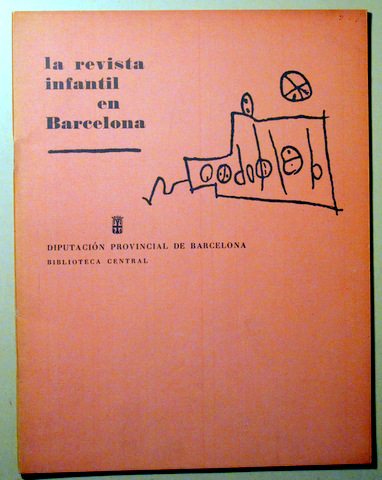 la revista
infantil
en
Barcelona
DIPUTACIÓN PROVINCIAL DE BARCELONA
BIBLIOTECA CENTRAL